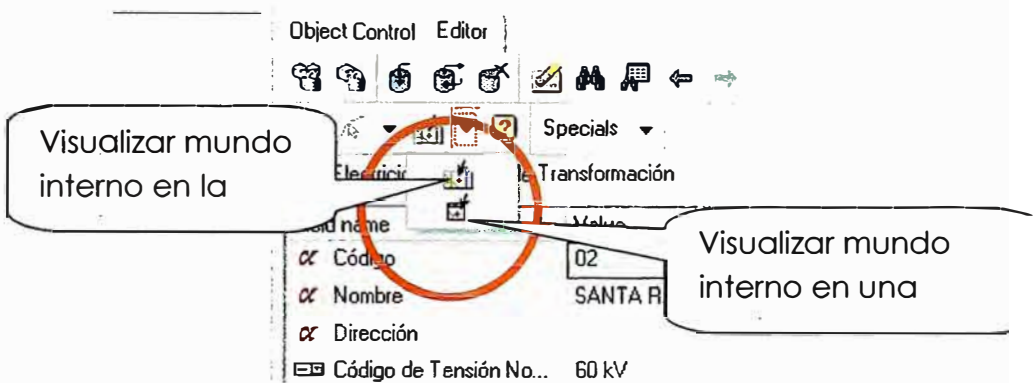 Object Control Editor
Specials
Visualizar mundo
interno en la
Transformación
name
Value
α Código 02
α Nombre SANTA R
α Dirección
Código de Tensión No... 60 kV
Visualizar mundo
interno en una